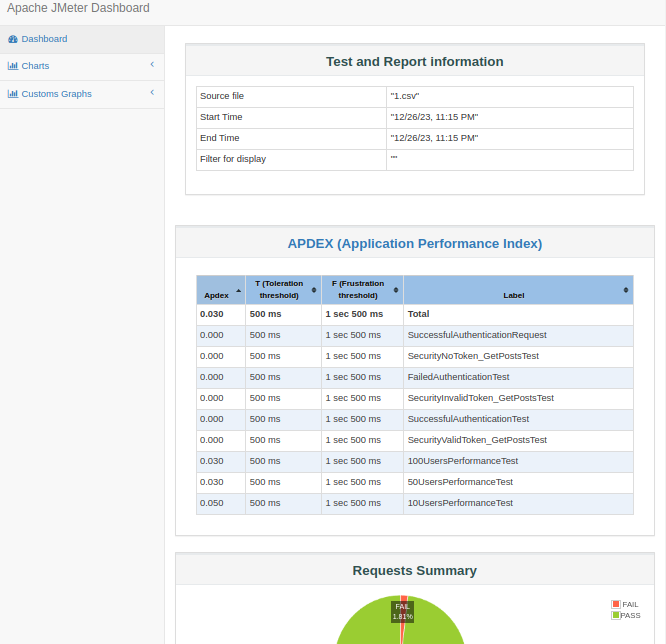 Apache JMeter Dashboard
Dashboard
Charts
Customs Graphs
Test and Report information
Source file "1.csv"
Start Time "12/26/23, 11:15 PM"
End Time "12/26/23, 11:15 PM"
Filter for display ""
APDEX (Application Performance Index)
Apdex T (Toleration threshold) F (Frustration threshold) Label
0.030 500 ms 1 sec 500 ms Total
0.000 500 ms 1 sec 500 ms SuccessfulAuthenticationRequest
0.000 500 ms 1 sec 500 ms SecurityNoToken_GetPostsTest
0.000 500 ms 1 sec 500 ms FailedAuthenticationTest
0.000 500 ms 1 sec 500 ms SecurityInvalidToken_GetPostsTest
0.000 500 ms 1 sec 500 ms SuccessfulAuthenticationTest
0.000 500 ms 1 sec 500 ms SecurityValidToken_GetPostsTest
0.030 500 ms 1 sec 500 ms 100UsersPerformanceTest
0.030 500 ms 1 sec 500 ms 50UsersPerformanceTest
0.050 500 ms 1 sec 500 ms 10UsersPerformanceTest
Requests Summary
FAIL
1.81%
FAIL
PASS